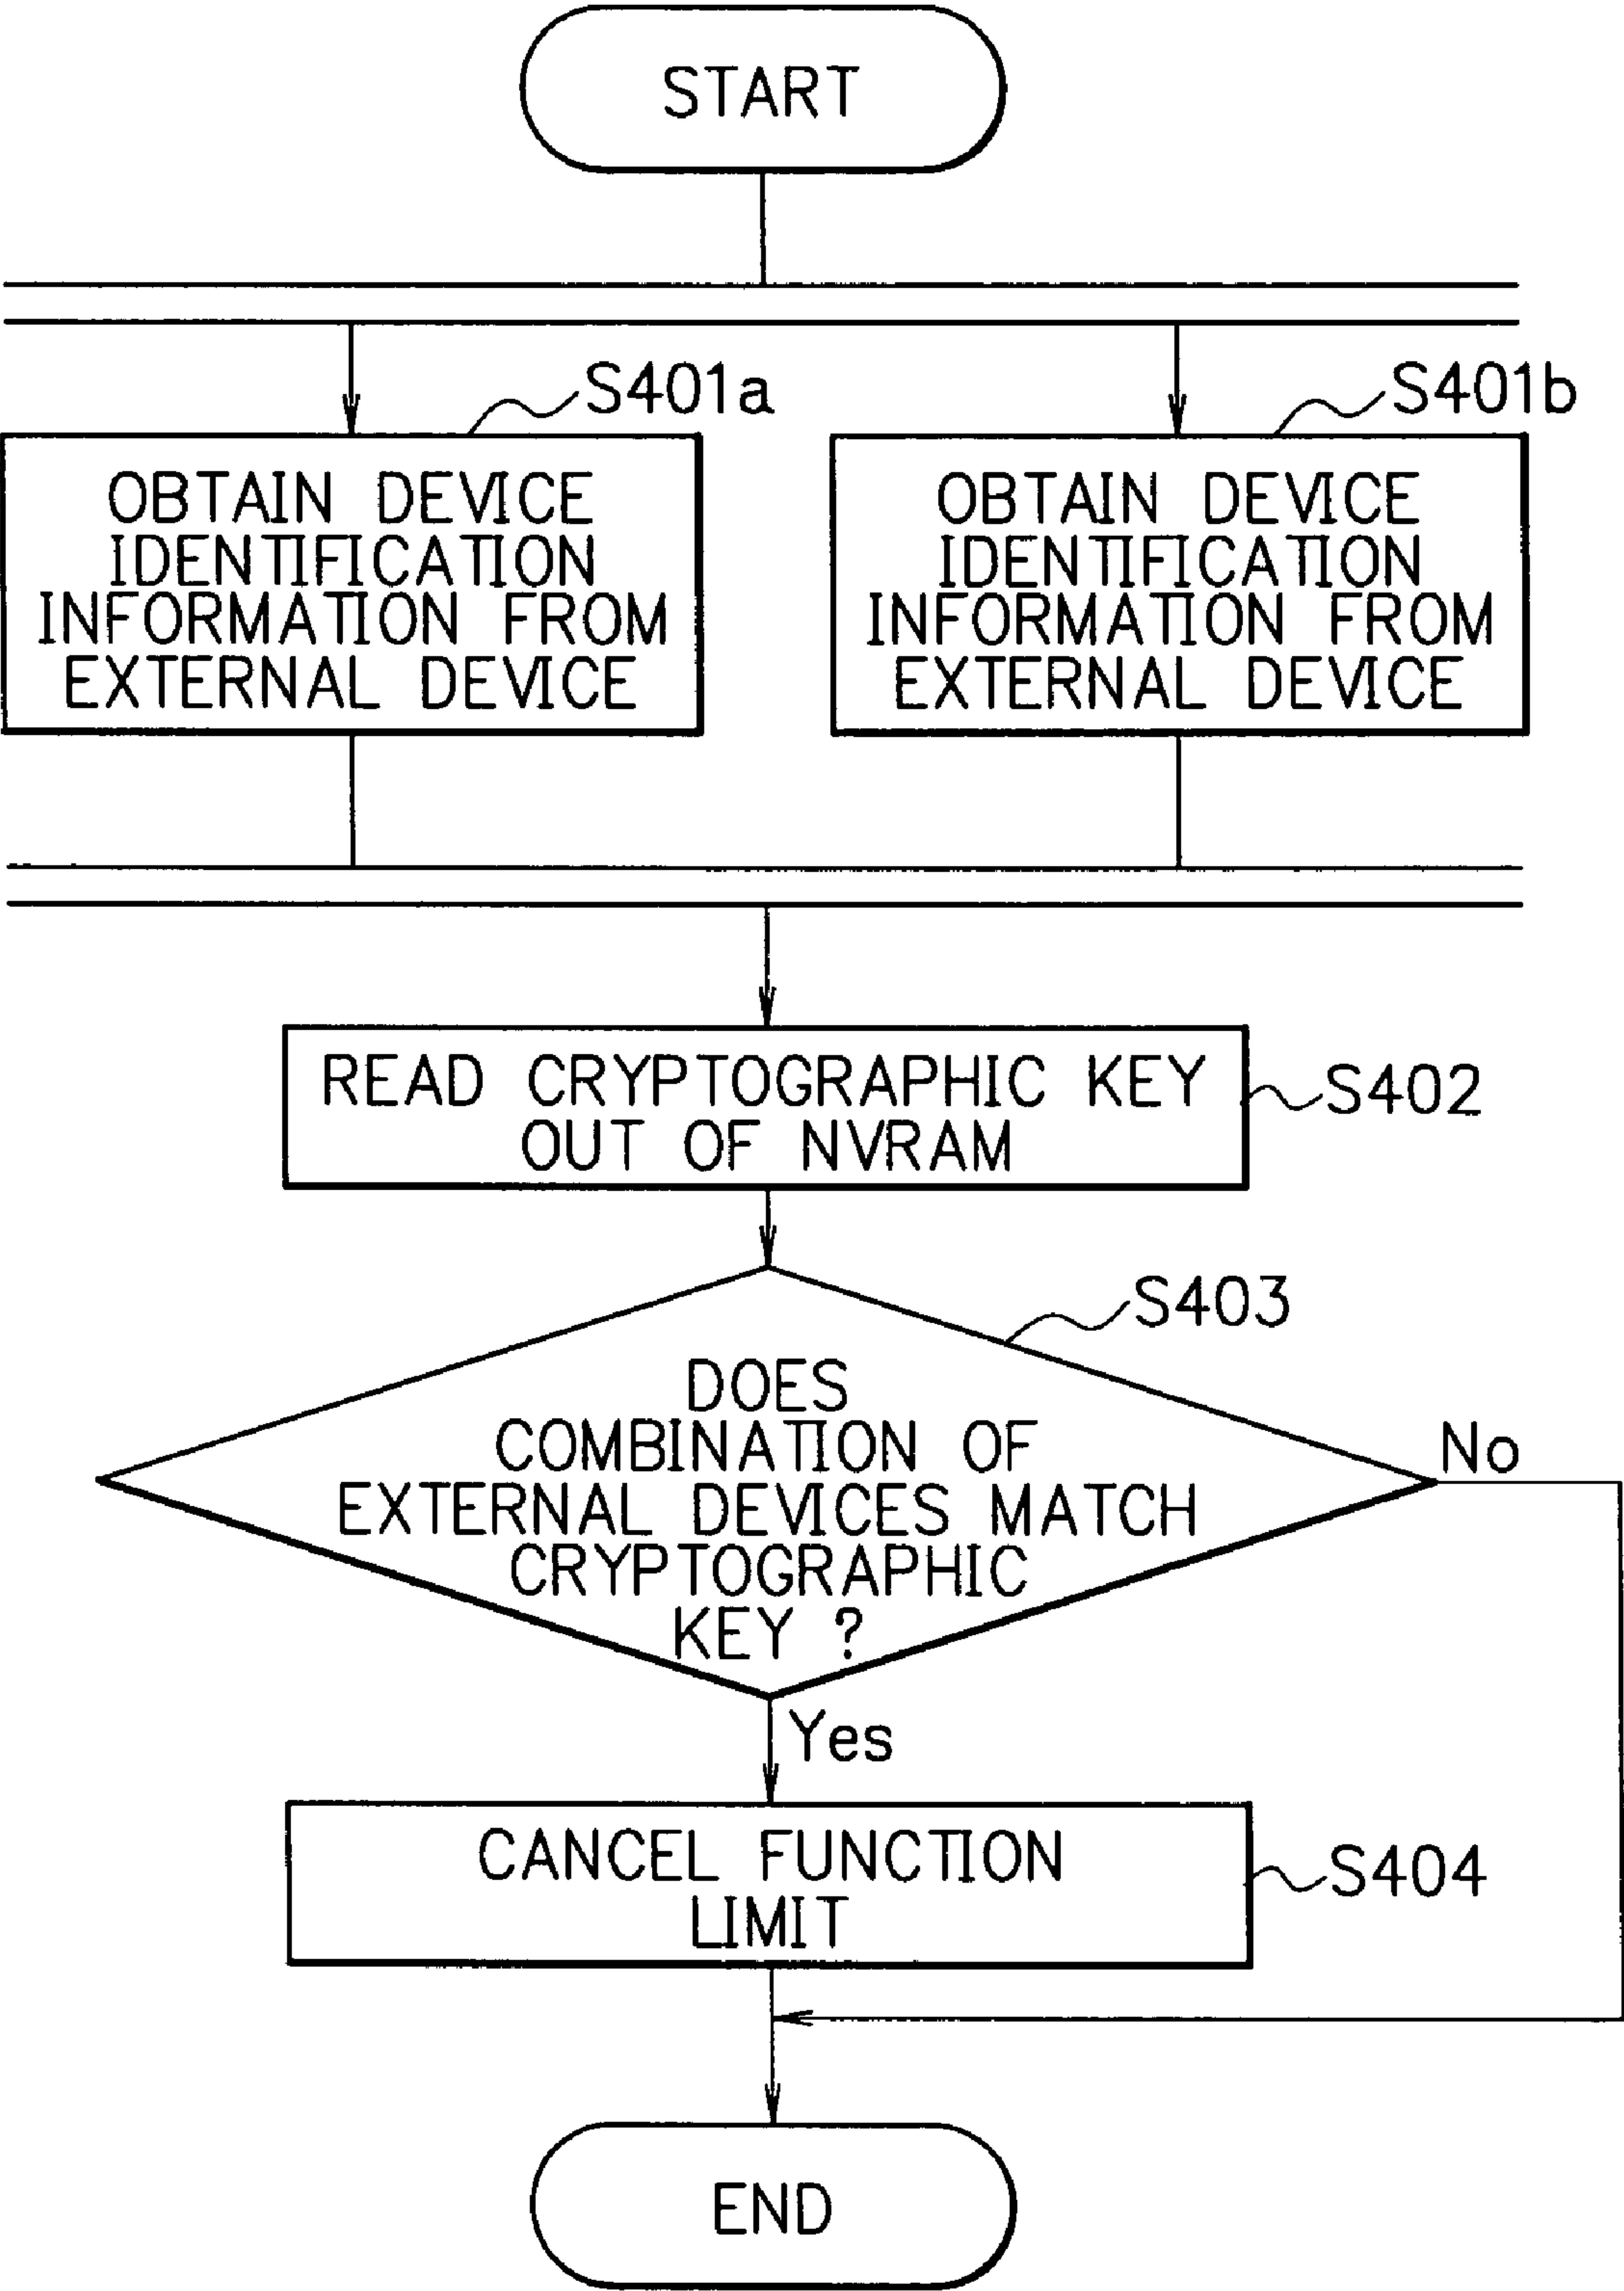 START
S401a
S401b
OBTAIN DEVICE
IDENTIFICATION
INFORMATION FROM
EXTERNAL DEVICE
OBTAIN DEVICE
IDENTIFICATION
INFORMATION FROM
EXTERNAL DEVICE
READ CRYPTOGRAPHIC KEY
OUT OF NVRAM
S402
S403
DOES
COMBINATION OF
EXTERNAL DEVICES MATCH
CRYPTOGRAPHIC
KEY ?
No
Yes
CANCEL FUNCTION
LIMIT
S404
END